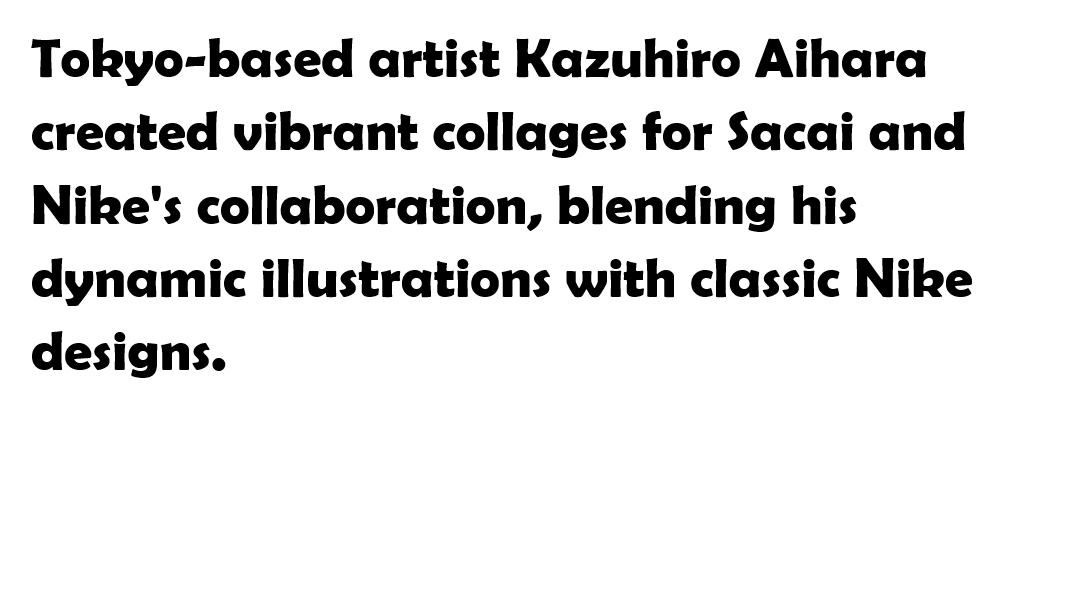 Tokyo-based artist Kazuhiro Aihara
created vibrant collages for Sacai and
Nike's collaboration, blending his
dynamic illustrations with classic Nike
designs.